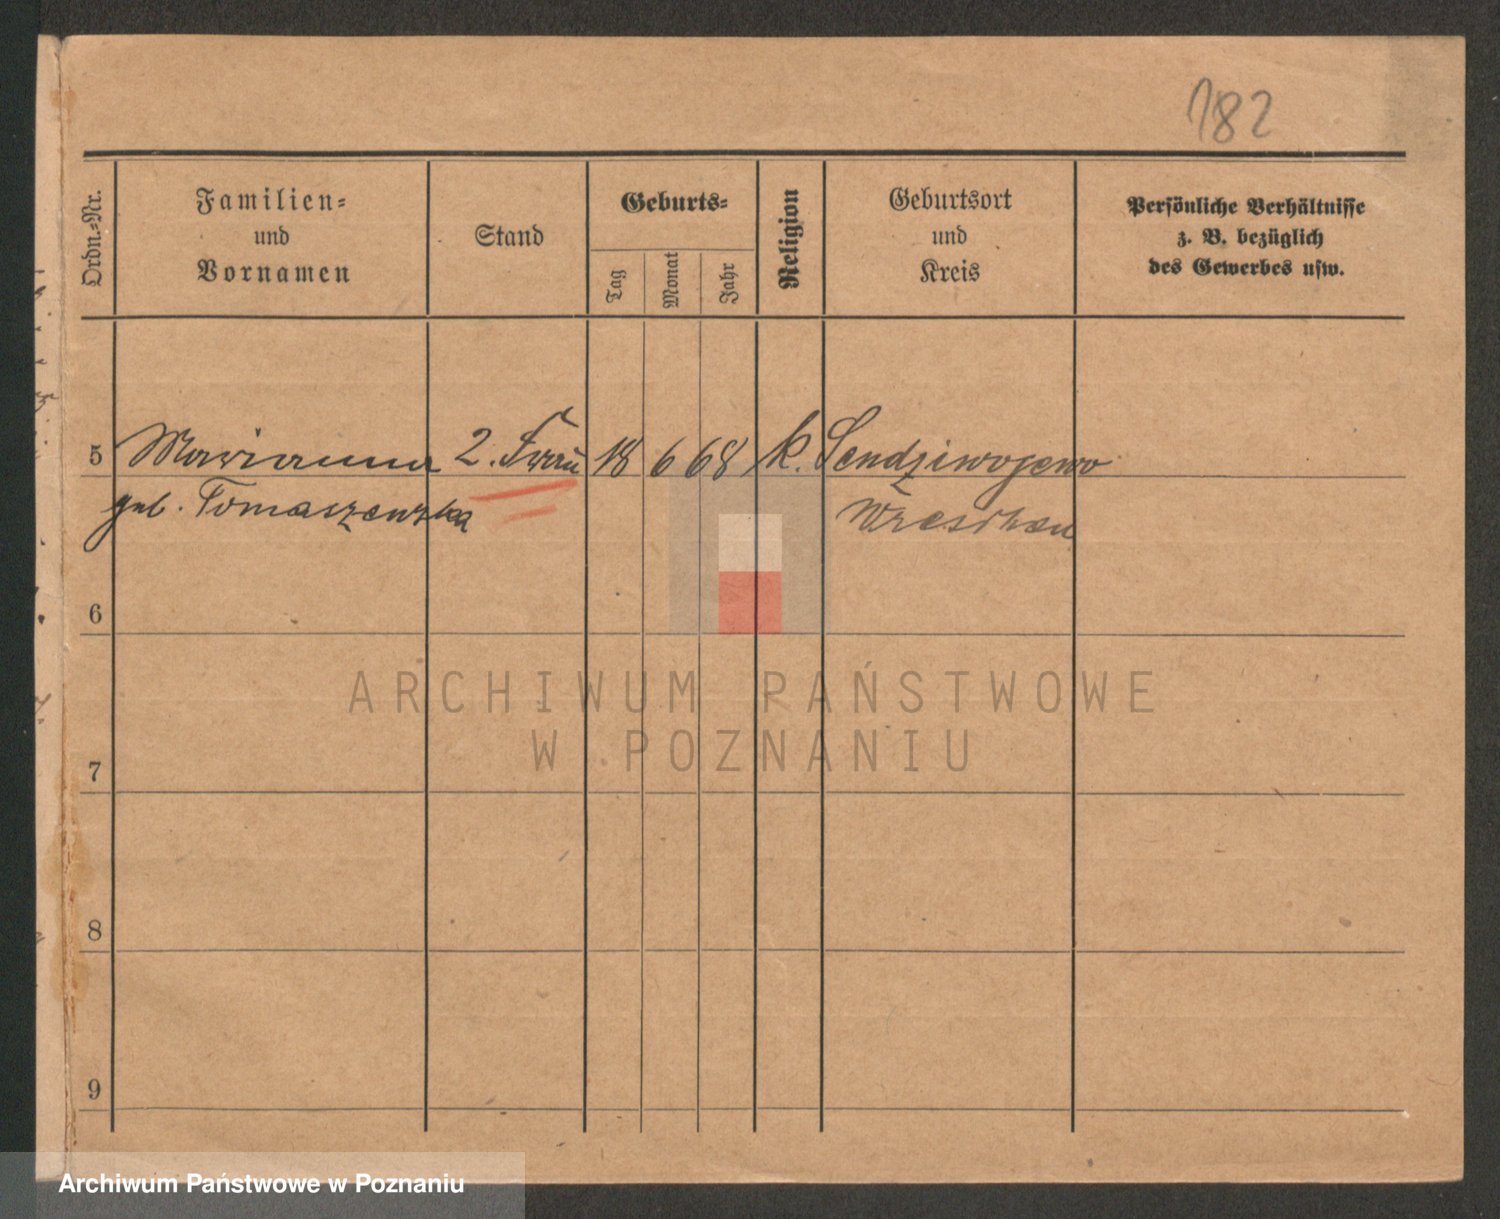 182
Ordn.-Nr.
Familien-
und
Vornamen
Stand
Geburts-
Tag
Monat
Jahr
Religion
Geburtsort
und
Kreis
Persönliche Verhältnisse
z. B. bezüglich
des Gewerbes usw.
5 Marianna 2. Frau 18 6 68 k. Sendziwojewo
geb. Tomaszewska Wreschen
6
ARCHIWUM PAŃSTWOWE
W POZNANIU
7
8
9
Archiwum Państwowe w Poznaniu